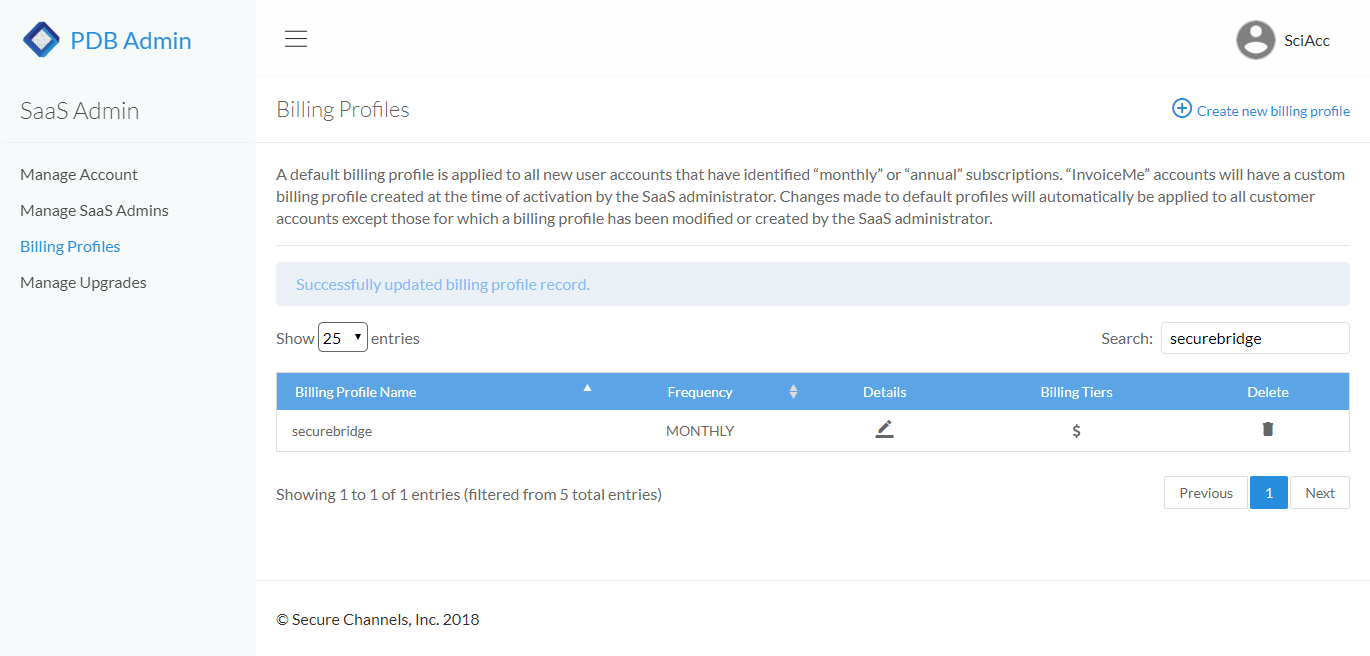 PDB Admin
SciAcc
SaaS Admin
Billing Profiles
Create new billing profile
Manage Account
Manage SaaS Admins
Billing Profiles
Manage Upgrades
A default billing profile is applied to all new user accounts that have identified “monthly” or “annual” subscriptions. “InvoiceMe” accounts will have a custom
billing profile created at the time of activation by the SaaS administrator. Changes made to default profiles will automatically be applied to all customer
accounts except those for which a billing profile has been modified or created by the SaaS administrator.
Successfully updated billing profile record.
Show 25 entries
Search: securebridge
Billing Profile Name Frequency Details Billing Tiers Delete
securebridge MONTHLY $
Showing 1 to 1 of 1 entries (filtered from 5 total entries)
Previous 1 Next
© Secure Channels, Inc. 2018